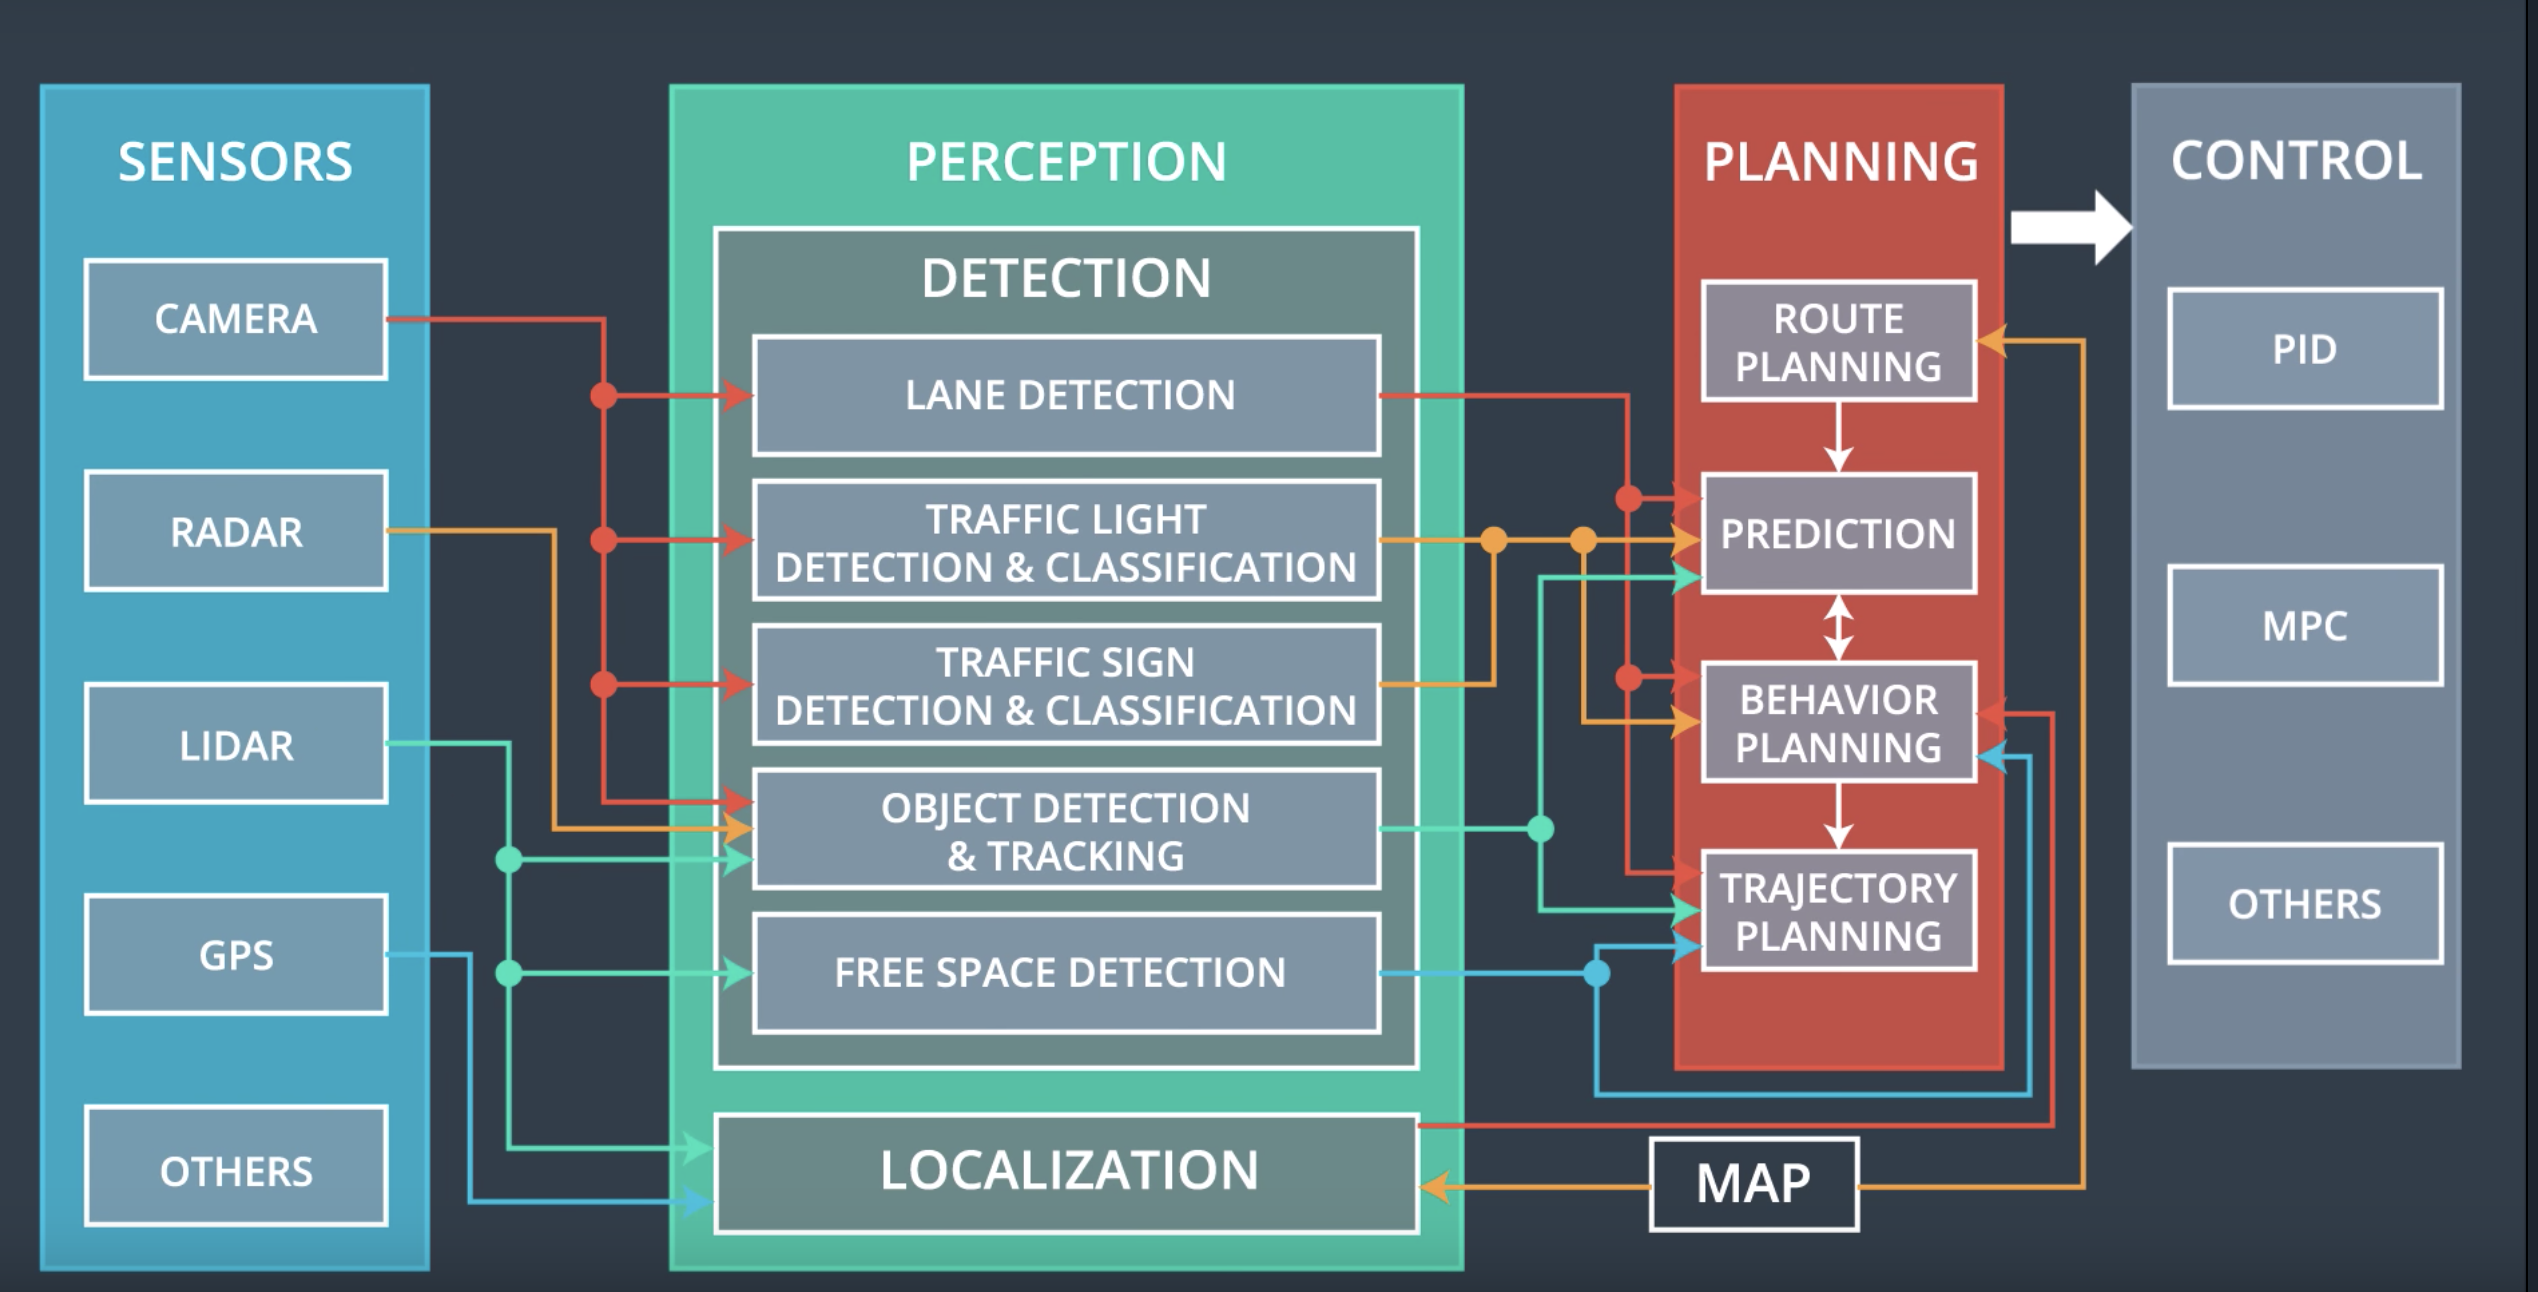 SENSORS
CAMERA
RADAR
LIDAR
GPS
OTHERS
PERCEPTION
DETECTION
LANE DETECTION
TRAFFIC LIGHT
DETECTION & CLASSIFICATION
TRAFFIC SIGN
DETECTION & CLASSIFICATION
OBJECT DETECTION
& TRACKING
FREE SPACE DETECTION
LOCALIZATION
PLANNING
ROUTE
PLANNING
PREDICTION
BEHAVIOR
PLANNING
TRAJECTORY
PLANNING
MAP
CONTROL
PID
MPC
OTHERS